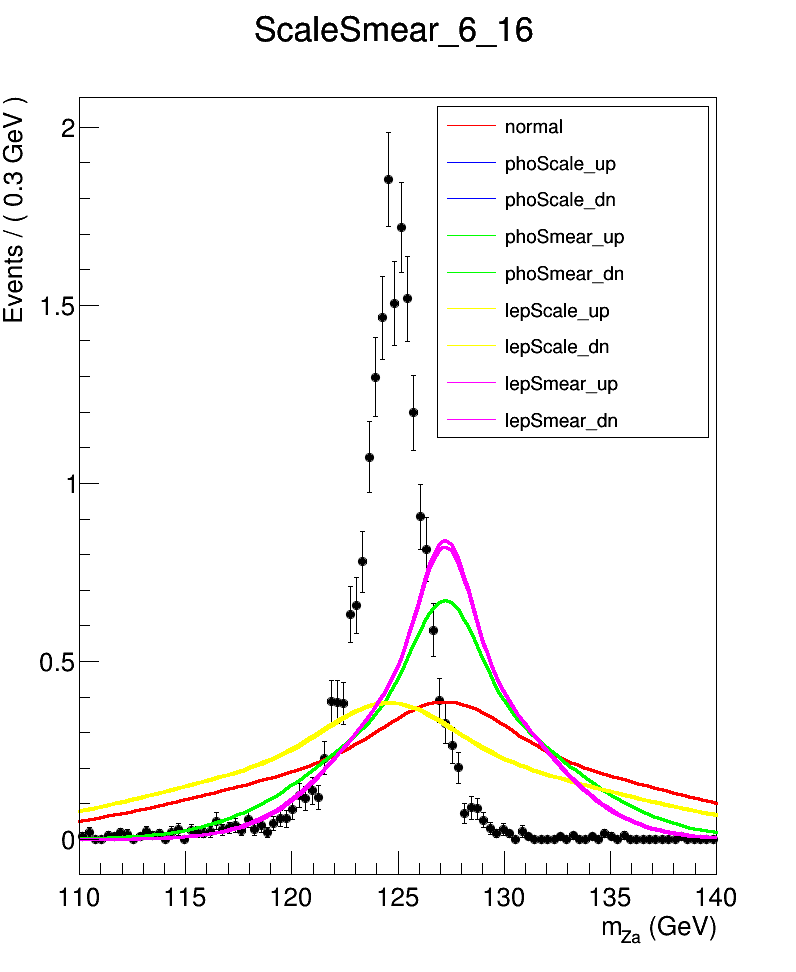 ScaleSmear_6_16
Events / ( 0.3 GeV )
2
1.5
1
0.5
0
normal
phoScale_up
phoScale_dn
phoSmear_up
phoSmear_dn
lepScale_up
lepScale_dn
lepSmear_up
lepSmear_dn
110 115 120 125 130 135 140
mZa (GeV)